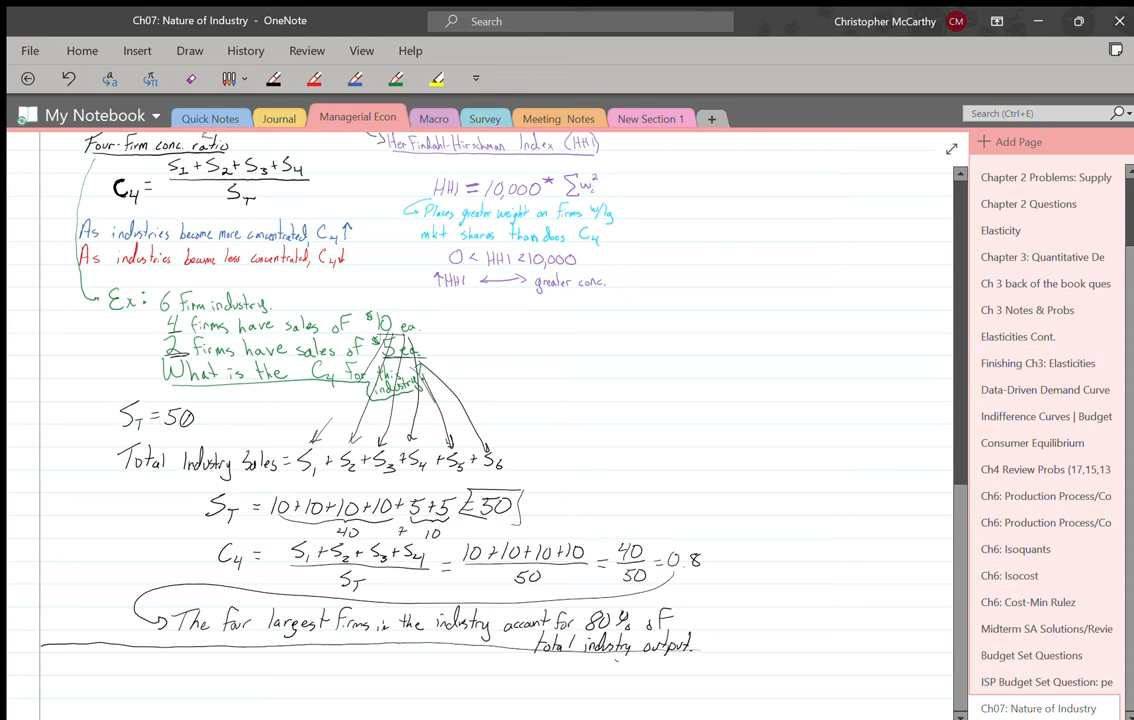 Ch07: Nature of Industry - OneNote
Search
Christopher McCarthy
CM
File Home Insert Draw History Review View Help
My Notebook
Quick Notes
Journal
Managerial Econ
Macro
Survey
Meeting Notes
New Section 1
+
Search (Ctrl+E)
Four-firm conc. ratio
C4 = S1 + S2 + S3 + S4
ST
As industries become more concentrated, C4 ↑
As industries become less concentrated, C4 ↓
Herfindahl-Hirschman Index (HHI)
HHI = 10,000 * Σ wi²
Places greater weight on firms w/ lg
mkt shares than does C4
0 < HHI < 10,000
↑ HHI ⟷ greater conc.
Ex: 6 firm industry.
4 firms have sales of $10 ea.
2 firms have sales of $5 ea.
What is the C4 for this
industry?
ST = 50
Total Industry Sales = S1 + S2 + S3 + S4 + S5 + S6
ST = 10+10+10+10+5+5 = 50
40 + 10
C4 = S1 + S2 + S3 + S4 = 10+10+10+10 = 40 = 0.8
ST 50 50
The four largest firms in the industry account for 80% of
total industry output.
Add Page
Chapter 2 Problems: Supply
Chapter 2 Questions
Elasticity
Chapter 3: Quantitative De
Ch 3 back of the book ques
Ch 3 Notes & Probs
Elasticities Cont.
Finishing Ch3: Elasticities
Data-Driven Demand Curve
Indifference Curves | Budget
Consumer Equilibrium
Ch4 Review Probs (17,15,13
Ch6: Production Process/Co
Ch6: Production Process/Co
Ch6: Isoquants
Ch6: Isocost
Ch6: Cost-Min Rulez
Midterm SA Solutions/Revie
Budget Set Questions
ISP Budget Set Question: pe
Ch07: Nature of Industry